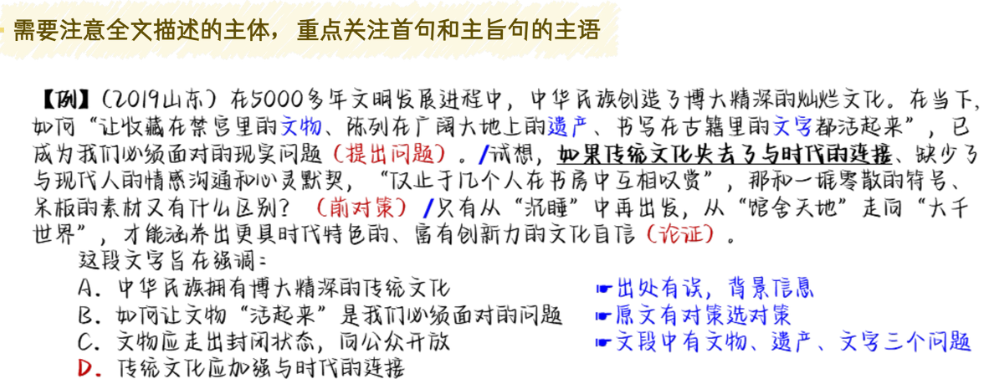 需要注意全文描述的主体，重点关注首句和主旨句的主语
【例】（2019山东）在5000多年文明发展进程中，中华民族创造了博大精深的灿烂文化。在当下，
如何“让收藏在禁宫里的文物、陈列在广阔大地上的遗产、书写在古籍里的文字都活起来”，已
成为我们必须面对的现实问题（提出问题）。/试想，如果传统文化失去了与时代的连接、缺少了
与现代人的情感沟通和心灵默契，“仅止于几个人在书房中互相叹赏”，那和一堆零散的符号、
呆板的素材又有什么区别？（前对策）/只有从“沉睡”中再出发，从“馆舍天地”走向“大千
世界”，才能涵养出更具时代特色的、富有创新力的文化自信（论证）。
这段文字旨在强调：
A. 中华民族拥有博大精深的传统文化 ☛出处有误，背景信息
B. 如何让文物“活起来”是我们必须面对的问题 ☛原文有对策选对策
C. 文物应走出封闭状态，向公众开放 ☛文段中有文物、遗产、文字三个问题
D. 传统文化应加强与时代的连接